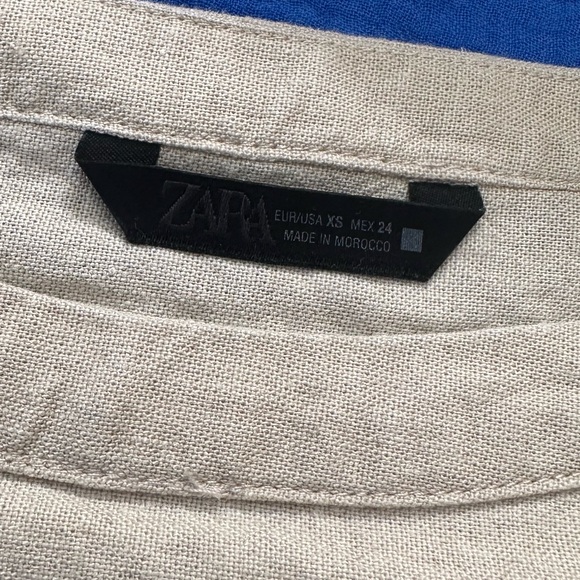 ZARA
EUR/USA XS MEX 24
MADE IN MOROCCO